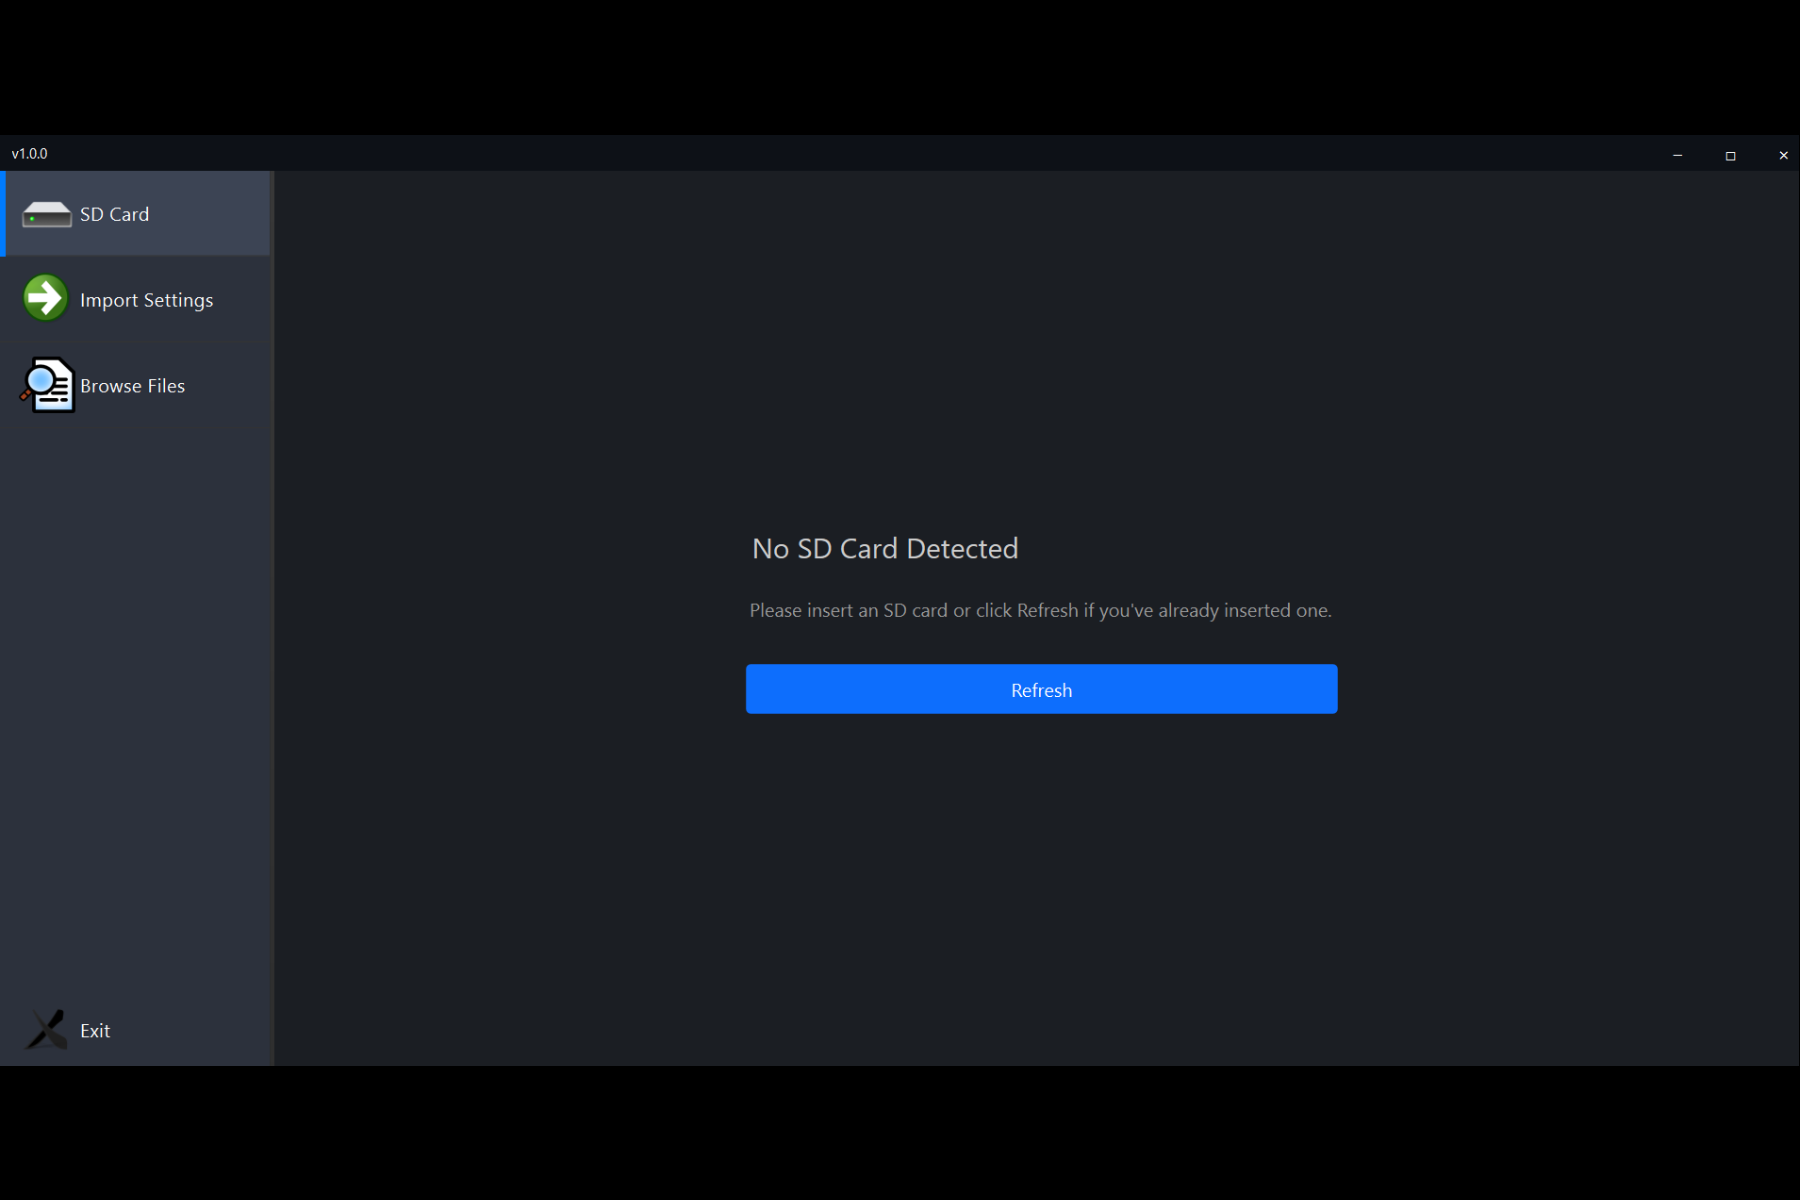 v1.0.0
SD Card
Import Settings
Browse Files
No SD Card Detected
Please insert an SD card or click Refresh if you've already inserted one.
Refresh
Exit